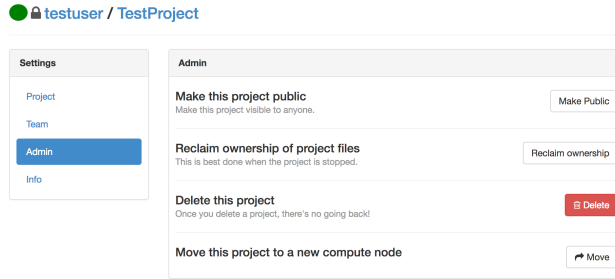 testuser / TestProject
Settings
Project
Team
Admin
Info
Admin
Make this project public
Make this project visible to anyone.
Make Public
Reclaim ownership of project files
This is best done when the project is stopped.
Reclaim ownership
Delete this project
Once you delete a project, there's no going back!
Delete
Move this project to a new compute node
Move